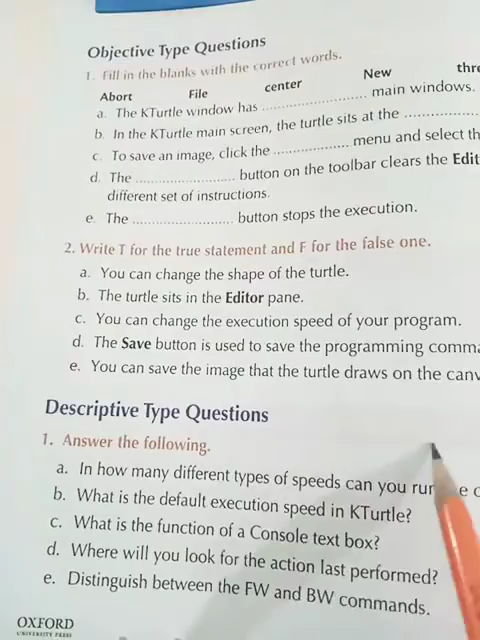 Objective Type Questions
1. Fill in the blanks with the correct words.
Abort File center New thre
a. The KTurtle window has ........................ main windows.
b. In the KTurtle main screen, the turtle sits at the ..................
c. To save an image, click the .................. menu and select th
d. The ........................ button on the toolbar clears the Edit
different set of instructions.
e. The ........................ button stops the execution.
2. Write T for the true statement and F for the false one.
a. You can change the shape of the turtle.
b. The turtle sits in the Editor pane.
c. You can change the execution speed of your program.
d. The Save button is used to save the programming comma
e. You can save the image that the turtle draws on the canv
Descriptive Type Questions
1. Answer the following.
a. In how many different types of speeds can you run e c
b. What is the default execution speed in KTurtle?
c. What is the function of a Console text box?
d. Where will you look for the action last performed?
e. Distinguish between the FW and BW commands.
OXFORD
UNIVERSITY PRESS